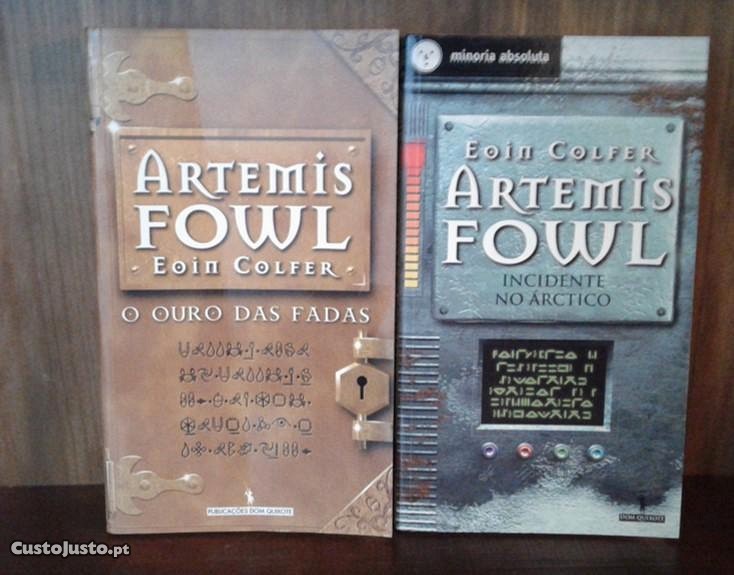 ARTEMIS
FOWL
EOIN COLFER
O OURO DAS FADAS
PUBLICAÇÕES DOM QUIXOTE
minoria absoluta
EOIN COLFER
ARTEMIS
FOWL
INCIDENTE
NO ÁRCTICO
DOM QUIXOTE
CustoJusto.pt